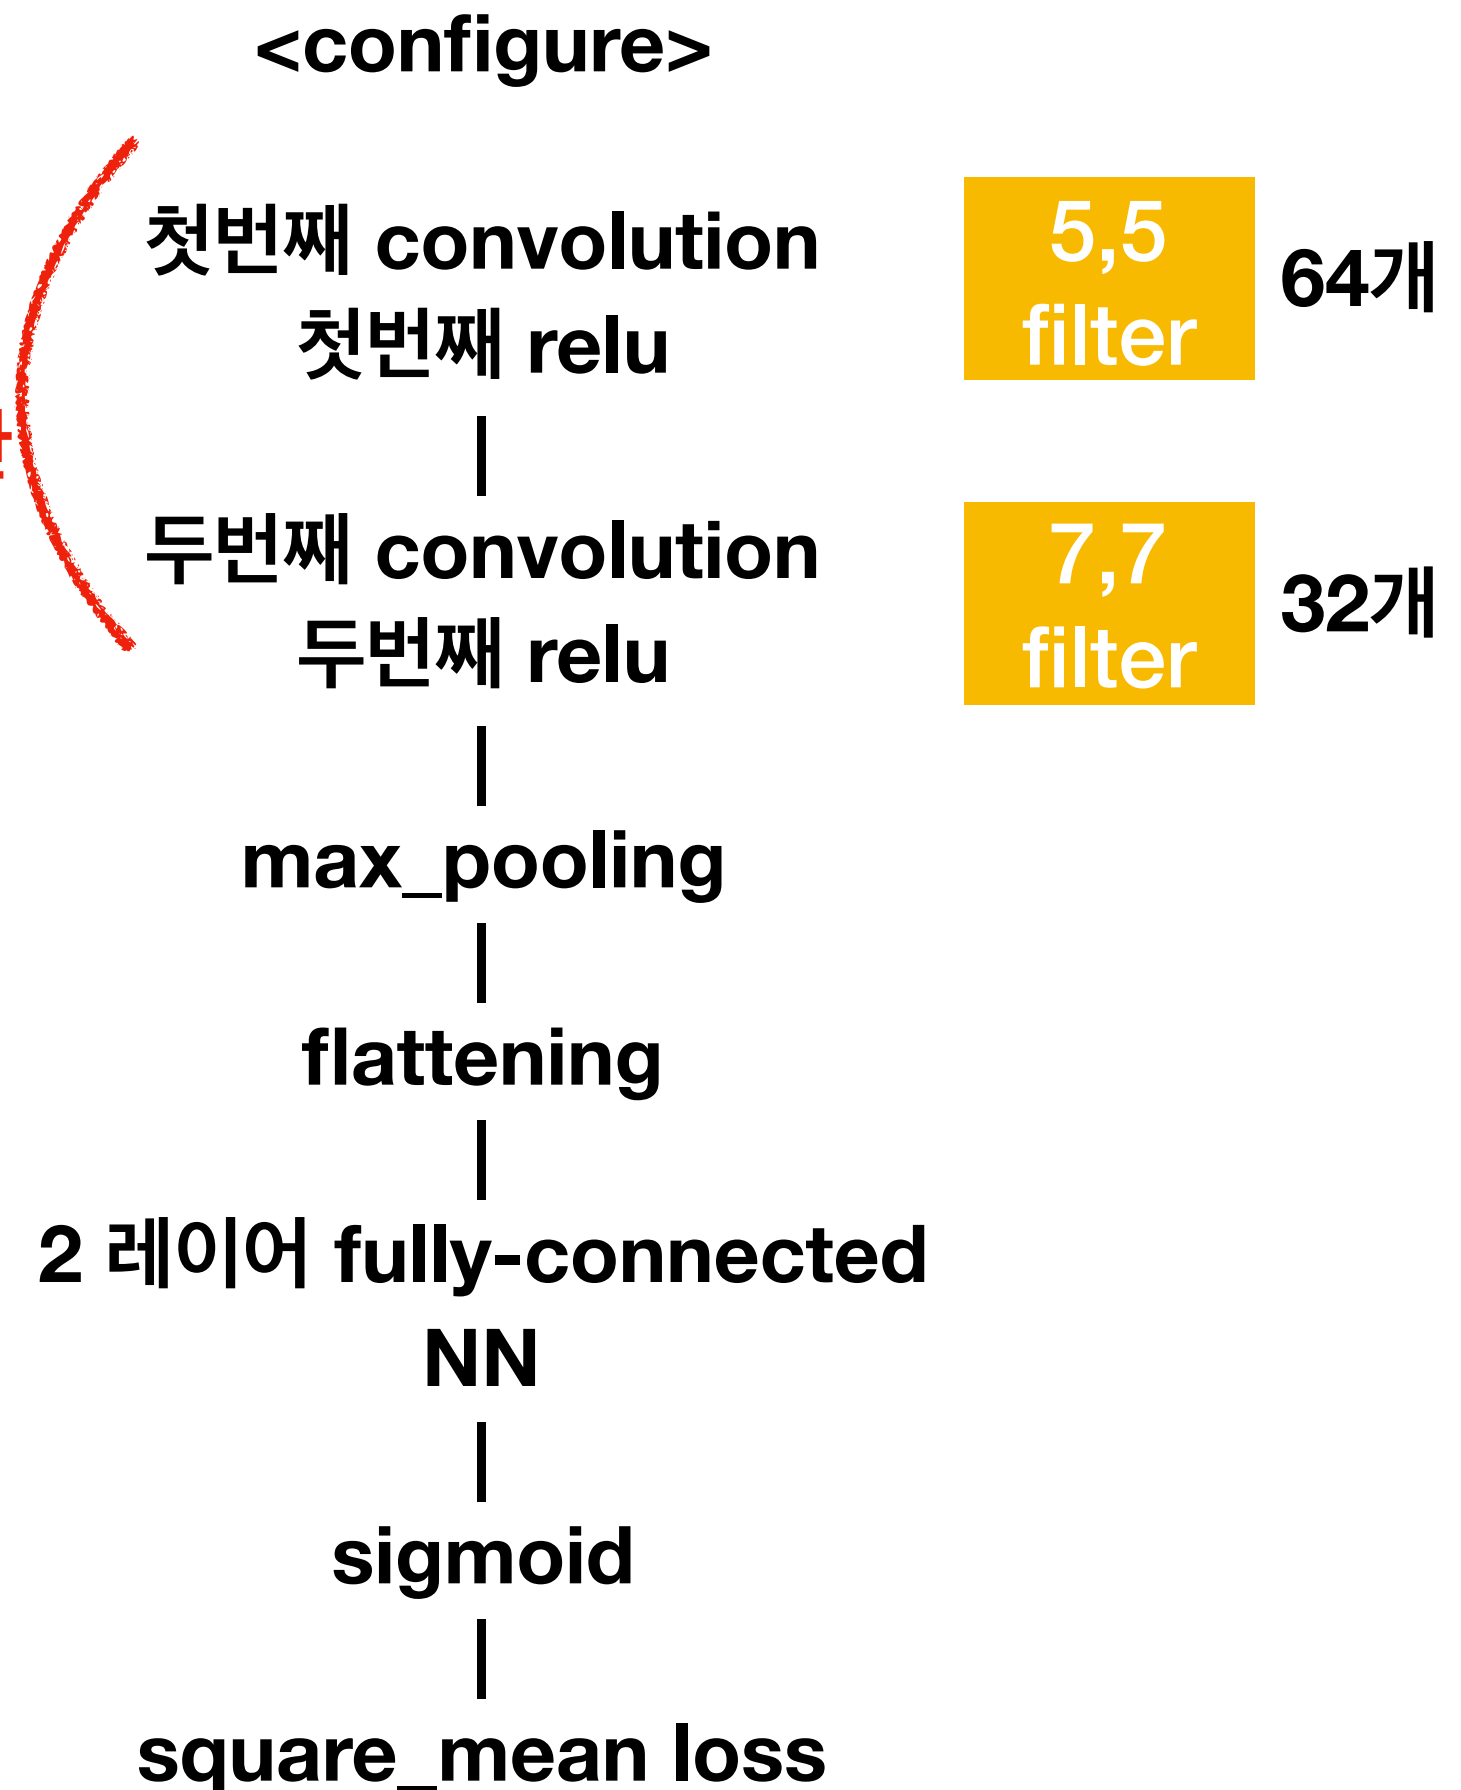 <configure>
첫번째 convolution
첫번째 relu
5,5
filter
64개
두번째 convolution
두번째 relu
7,7
filter
32개
max_pooling
flattening
2 레이어 fully-connected
NN
sigmoid
square_mean loss